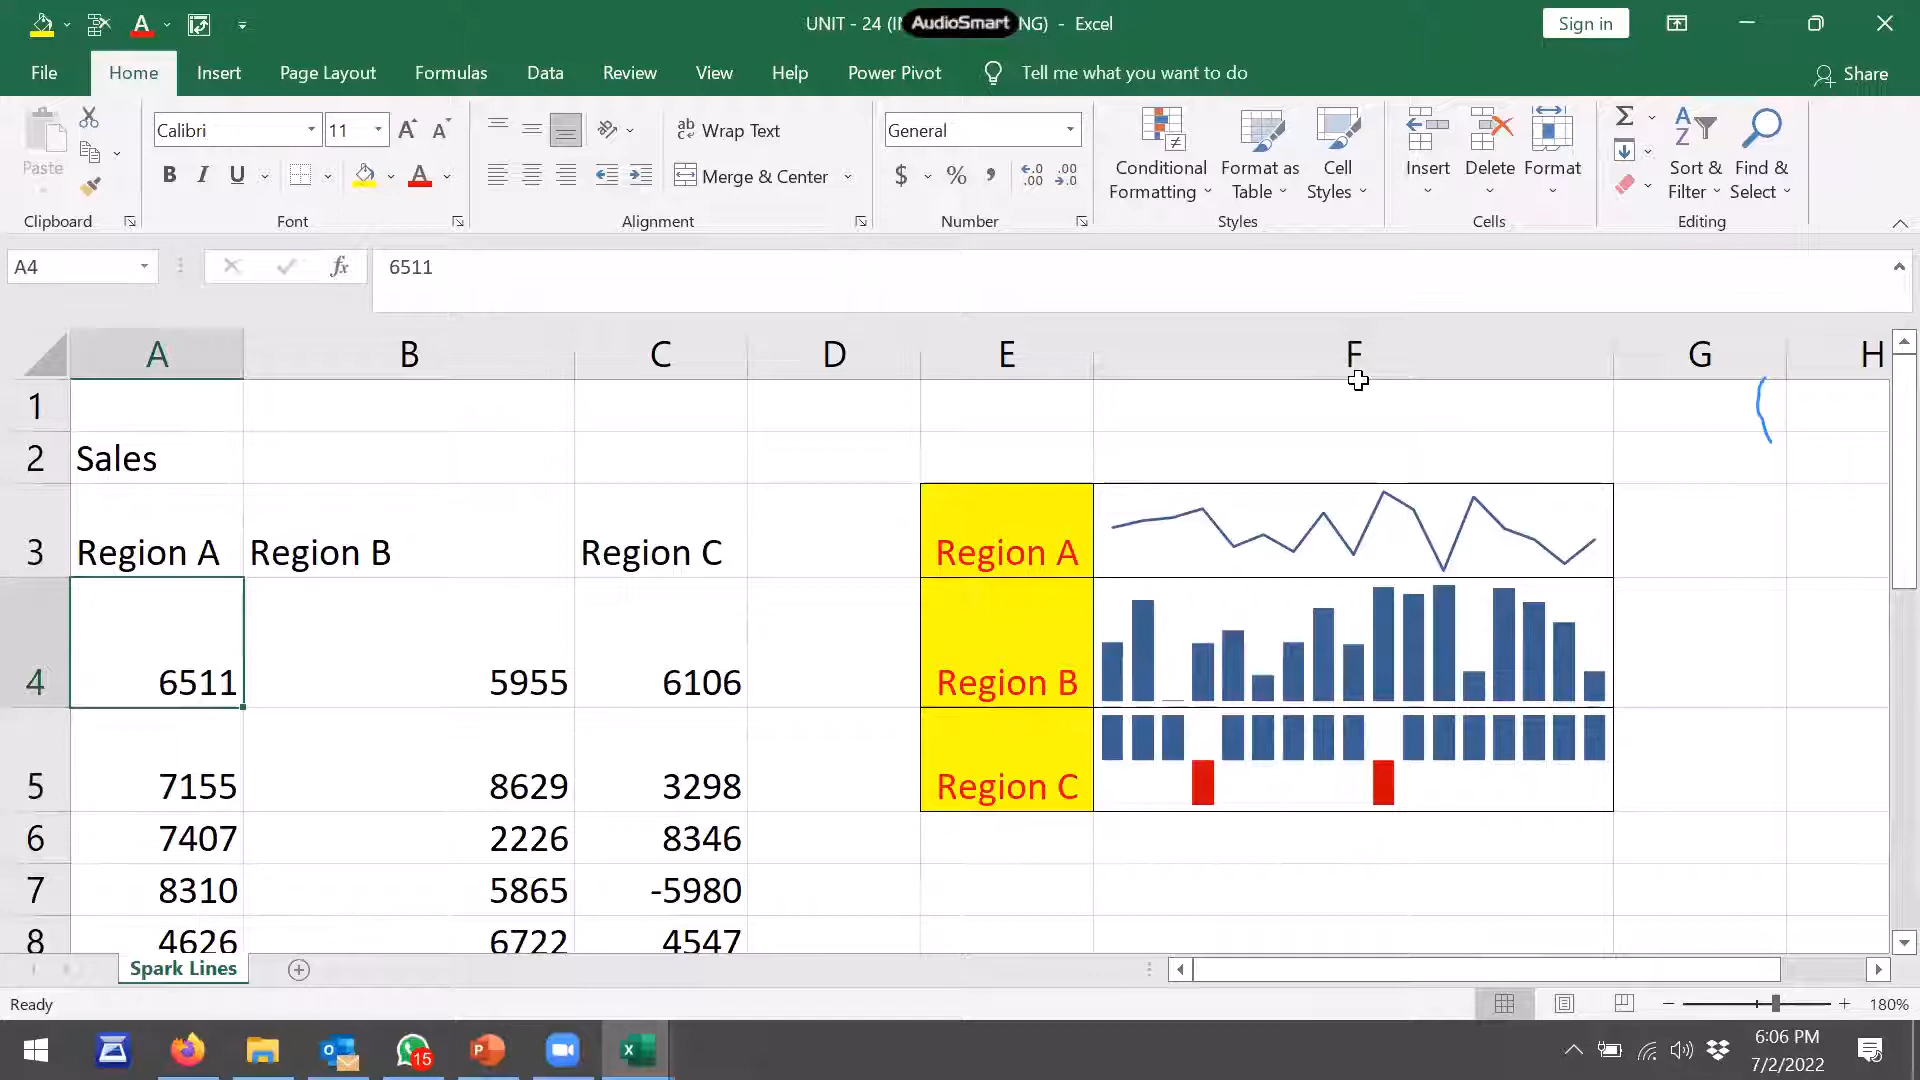 UNIT - 24 (I AudioSmart NG) - Excel
Sign in
File Home Insert Page Layout Formulas Data Review View Help Power Pivot Tell me what you want to do Share
Paste
Calibri 11
Wrap Text
Merge & Center
General
Conditional Formatting
Format as Table
Cell Styles
Insert Delete Format
Sort & Filter
Find & Select
Clipboard Font Alignment Number Styles Cells Editing
A4 fx 6511
A B C D E F G H
1
2 Sales
3 Region A Region B Region C Region A
4 6511 5955 6106 Region B
5 7155 8629 3298 Region C
6 7407 2226 8346
7 8310 5865 -5980
8 4626 6722 4547
Spark Lines
Ready 180%
15
6:06 PM
7/2/2022